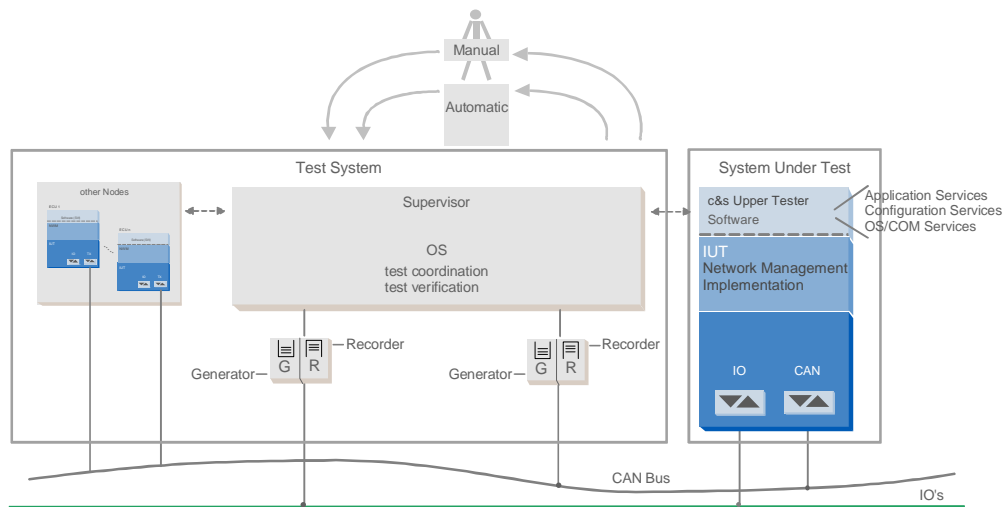 Manual
Automatic
Test System
System Under Test
other Nodes
Supervisor
OS
test coordination
test verification
c&s Upper Tester
Software
Application Services
Configuration Services
OS/COM Services
IUT
Network Management
Implementation
IUT
IUT
Generator
G
R
Recorder
Generator
G
R
Recorder
IO
CAN
CAN Bus
IO's